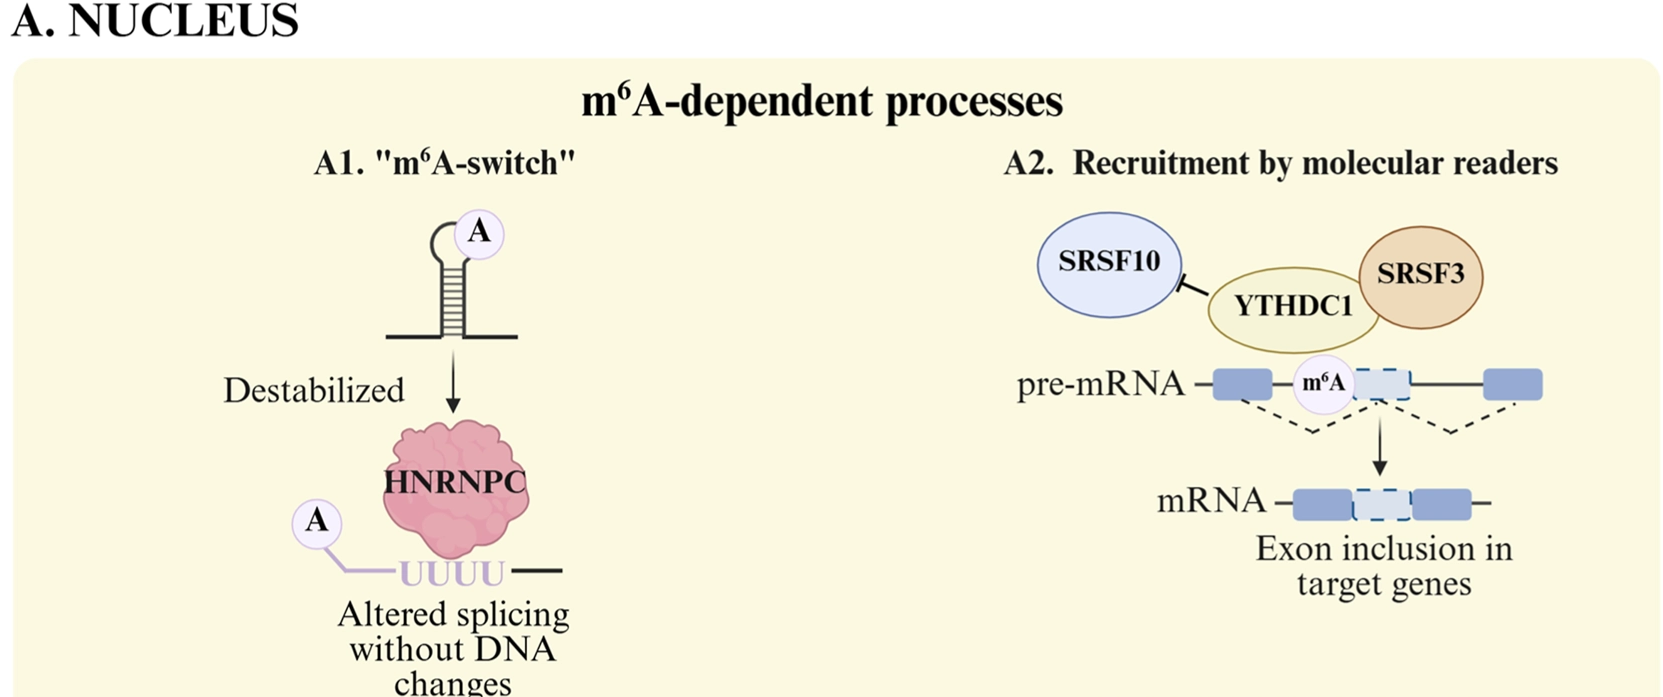 A. NUCLEUS
m⁶A-dependent processes
A1. "m⁶A-switch"
A
Destabilized
HNRNPC
A
UUUU
Altered splicing
without DNA
changes
A2. Recruitment by molecular readers
SRSF10
YTHDC1
SRSF3
pre-mRNA
m⁶A
mRNA
Exon inclusion in
target genes